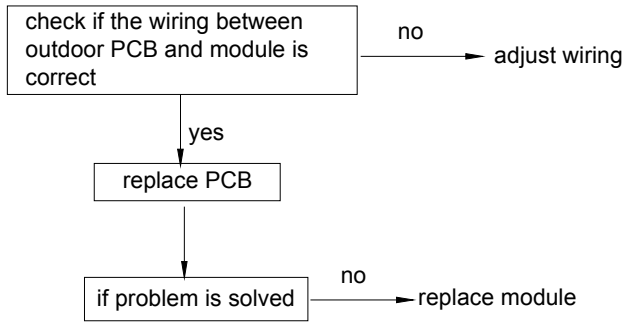 check if the wiring between
outdoor PCB and module is
correct
no
adjust wiring
yes
replace PCB
if problem is solved
no
replace module